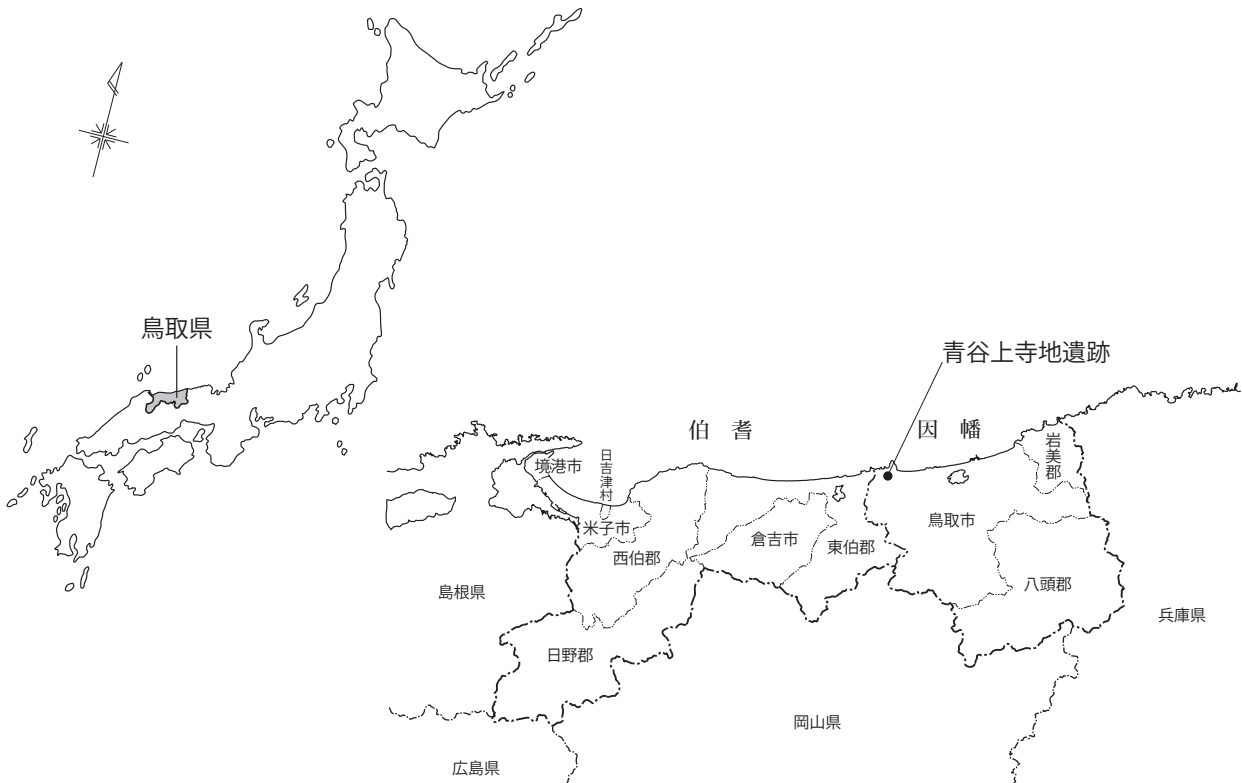 鳥取県
青谷上寺地遺跡
伯耆
因幡
境港市
日吉津村
岩美郡
米子市
西伯郡
倉吉市
東伯郡
鳥取市
八頭郡
島根県
日野郡
兵庫県
岡山県
広島県